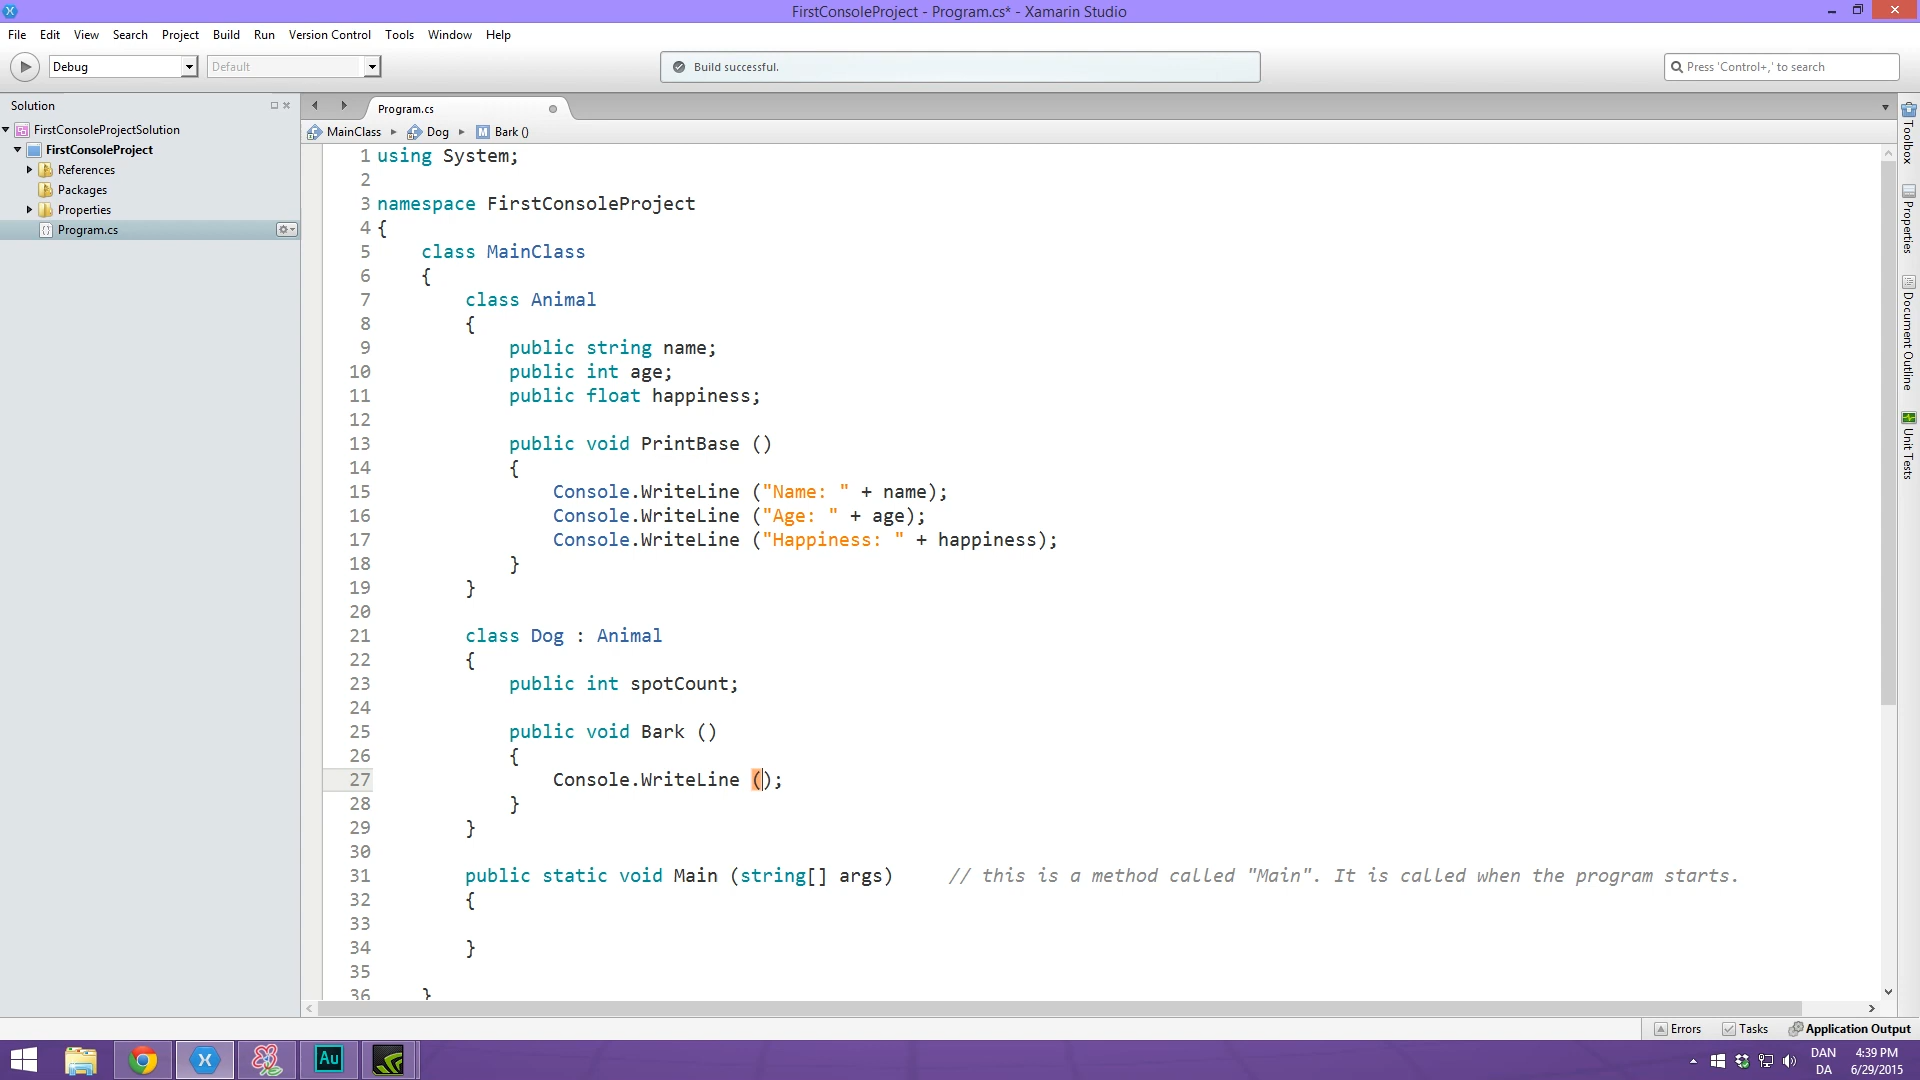 FirstConsoleProject - Program.cs* - Xamarin Studio
File Edit View Search Project Build Run Version Control Tools Window Help
Debug Default Build successful. Press 'Control+,' to search
Solution
FirstConsoleProjectSolution
FirstConsoleProject
References
Packages
Properties
Program.cs
Program.cs
MainClass Dog M Bark ()
1 using System;
2
3 namespace FirstConsoleProject
4 {
5 class MainClass
6 {
7 class Animal
8 {
9 public string name;
10 public int age;
11 public float happiness;
12
13 public void PrintBase ()
14 {
15 Console.WriteLine ("Name: " + name);
16 Console.WriteLine ("Age: " + age);
17 Console.WriteLine ("Happiness: " + happiness);
18 }
19 }
20
21 class Dog : Animal
22 {
23 public int spotCount;
24
25 public void Bark ()
26 {
27 Console.WriteLine ();
28 }
29 }
30
31 public static void Main (string[] args) // this is a method called "Main". It is called when the program starts.
32 {
33
34 }
35
36 }
Toolbox
Properties
Document Outline
Unit Tests
Errors Tasks Application Output
Au
DAN
DA
4:39 PM
6/29/2015